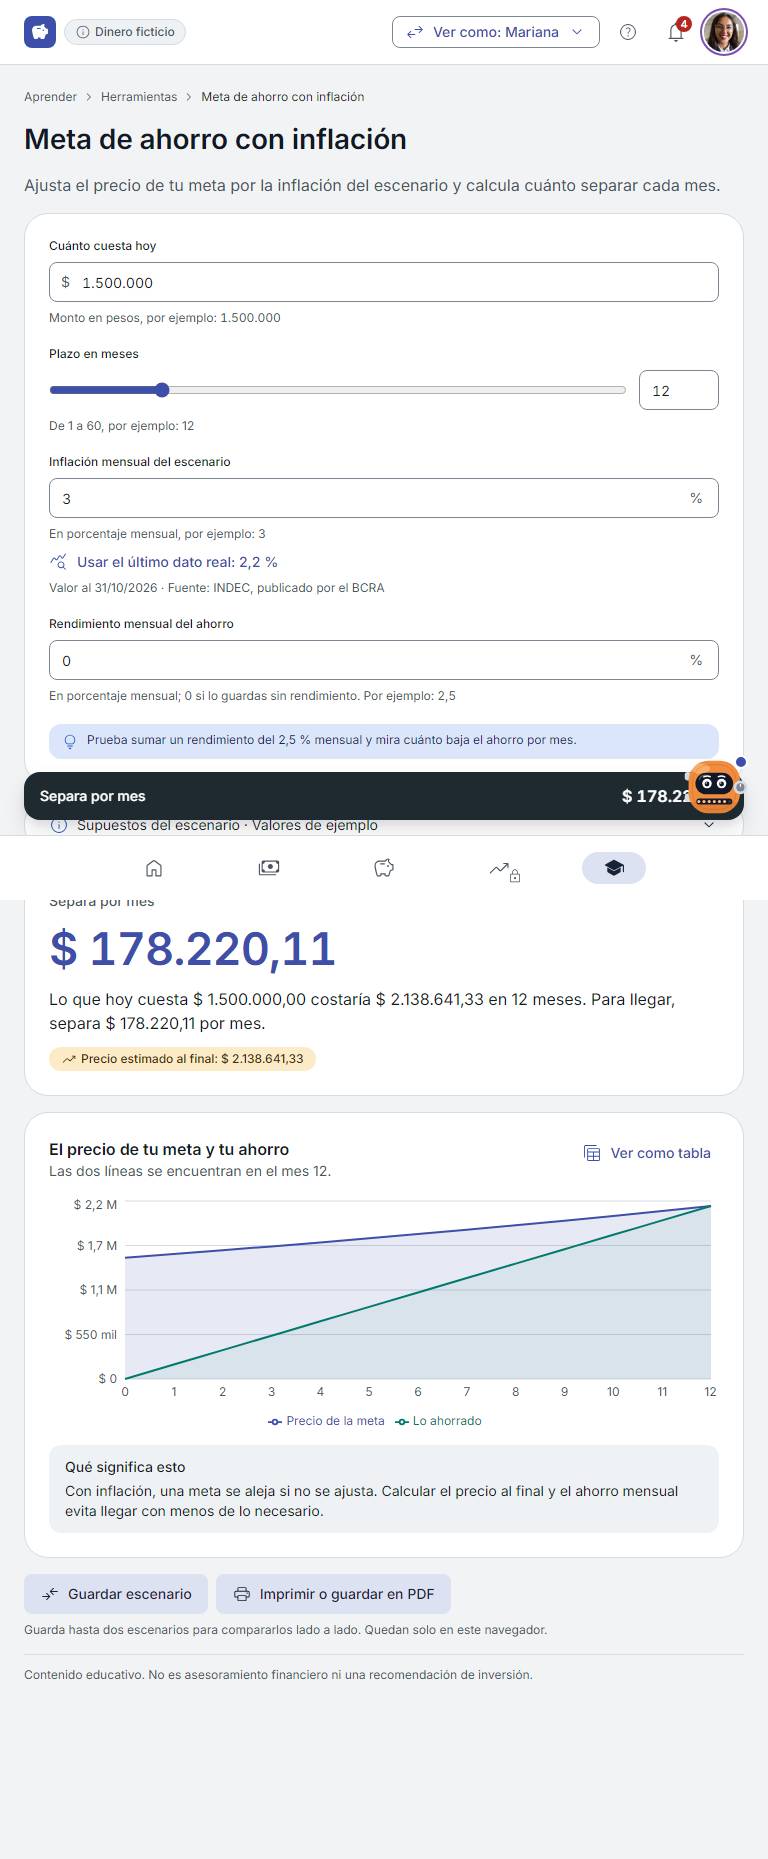 Dinero ficticio
Ver como: Mariana
4
Aprender
Herramientas
Meta de ahorro con inflación
Meta de ahorro con inflación
Ajusta el precio de tu meta por la inflación del escenario y calcula cuánto separar cada mes.
Cuánto cuesta hoy
$ 1.500.000
Monto en pesos, por ejemplo: 1.500.000
Plazo en meses
12
De 1 a 60, por ejemplo: 12
Inflación mensual del escenario
3 %
En porcentaje mensual, por ejemplo: 3
Usar el último dato real: 2,2 %
Valor al 31/10/2026 · Fuente: INDEC, publicado por el BCRA
Rendimiento mensual del ahorro
0 %
En porcentaje mensual; 0 si lo guardas sin rendimiento. Por ejemplo: 2,5
Prueba sumar un rendimiento del 2,5 % mensual y mira cuánto baja el ahorro por mes.
Separa por mes
$ 178.22
Supuestos del escenario · Valores de ejemplo
Separa por mes
$ 178.220,11
Lo que hoy cuesta $ 1.500.000,00 costaría $ 2.138.641,33 en 12 meses. Para llegar,
separa $ 178.220,11 por mes.
Precio estimado al final: $ 2.138.641,33
El precio de tu meta y tu ahorro
Ver como tabla
Las dos líneas se encuentran en el mes 12.
$ 2,2 M
$ 1,7 M
$ 1,1 M
$ 550 mil
$ 0
0 1 2 3 4 5 6 7 8 9 10 11 12
Precio de la meta
Lo ahorrado
Qué significa esto
Con inflación, una meta se aleja si no se ajusta. Calcular el precio al final y el ahorro mensual
evita llegar con menos de lo necesario.
Guardar escenario
Imprimir o guardar en PDF
Guarda hasta dos escenarios para compararlos lado a lado. Quedan solo en este navegador.
Contenido educativo. No es asesoramiento financiero ni una recomendación de inversión.